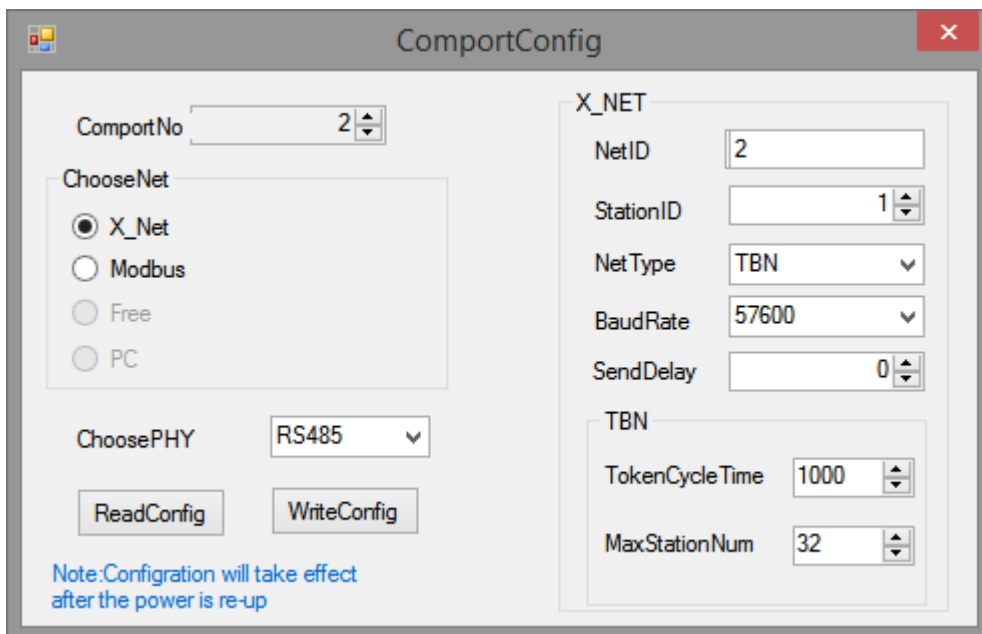 ComportConfig
ComportNo 2
ChooseNet
X_Net
Modbus
Free
PC
ChoosePHY RS485
ReadConfig WriteConfig
Note:Configration will take effect
after the power is re-up
X_NET
NetID 2
StationID 1
NetType TBN
BaudRate 57600
SendDelay 0
TBN
TokenCycleTime 1000
MaxStationNum 32